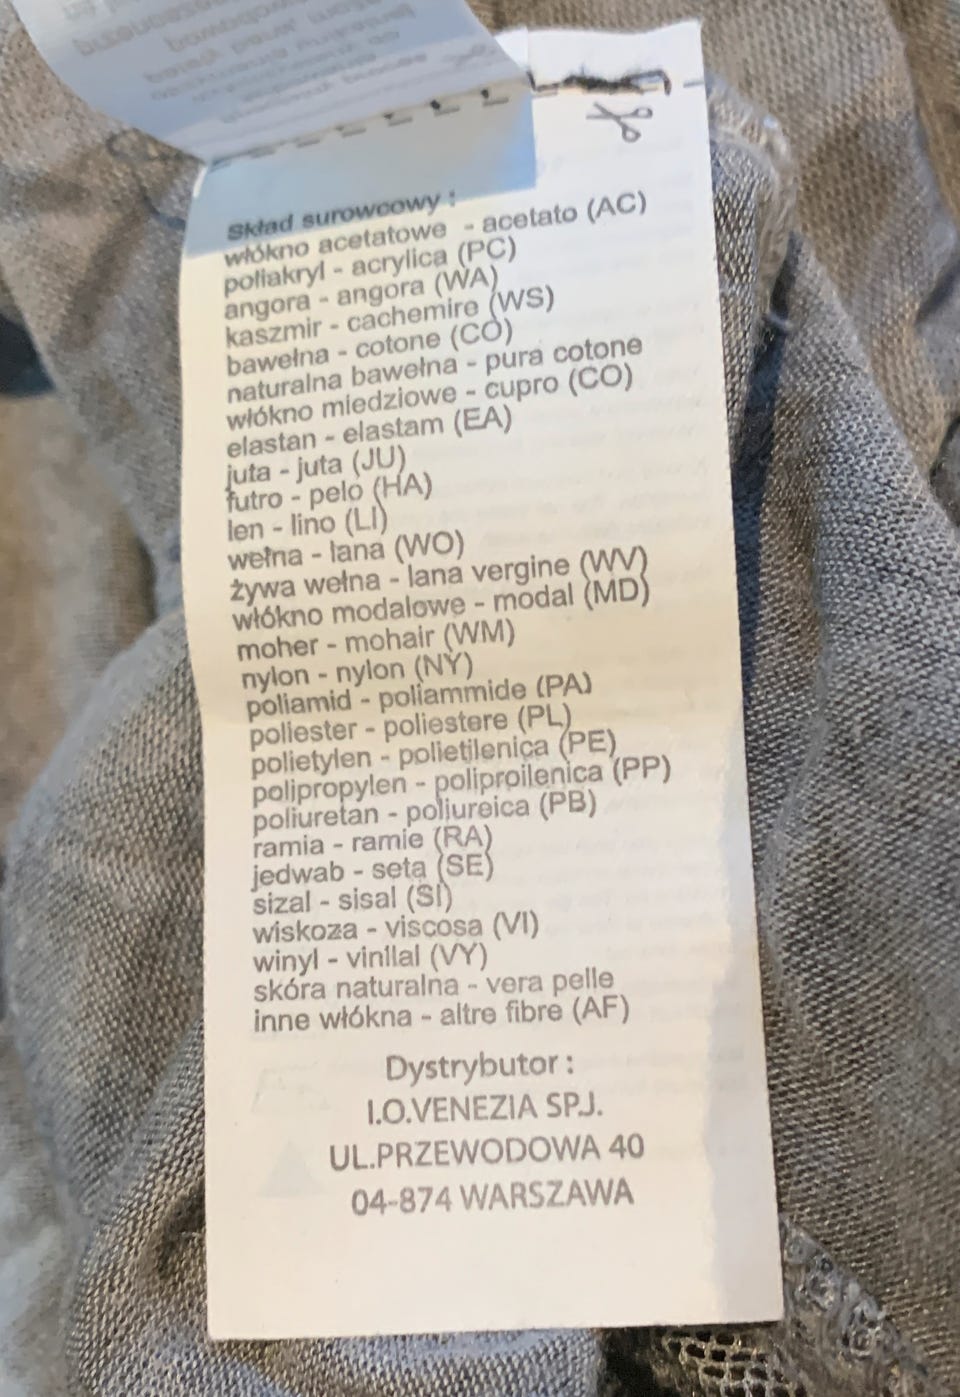 Skład surowcowy :
włókno acetatowe - acetato (AC)
poliakryl - acrylica (PC)
angora - angora (WA)
kaszmir - cachemire (WS)
bawełna - cotone (CO)
naturalna bawełna - pura cotone
włókno miedziowe - cupro (CO)
elastan - elastam (EA)
juta - juta (JU)
futro - pelo (HA)
len - lino (LI)
wełna - lana (WO)
żywa wełna - lana vergine (WV)
włókno modalowe - modal (MD)
moher - mohair (WM)
nylon - nylon (NY)
poliamid - poliammide (PA)
poliester - poliestere (PL)
polietylen - polietilenica (PE)
polipropylen - poliproilenica (PP)
poliuretan - poliureica (PB)
ramia - ramie (RA)
jedwab - seta (SE)
sizal - sisal (SI)
wiskoza - viscosa (VI)
winyl - vinilal (VY)
skóra naturalna - vera pelle
inne włókna - altre fibre (AF)
Dystrybutor :
I.O.VENEZIA SP.J.
UL.PRZEWODOWA 40
04-874 WARSZAWA